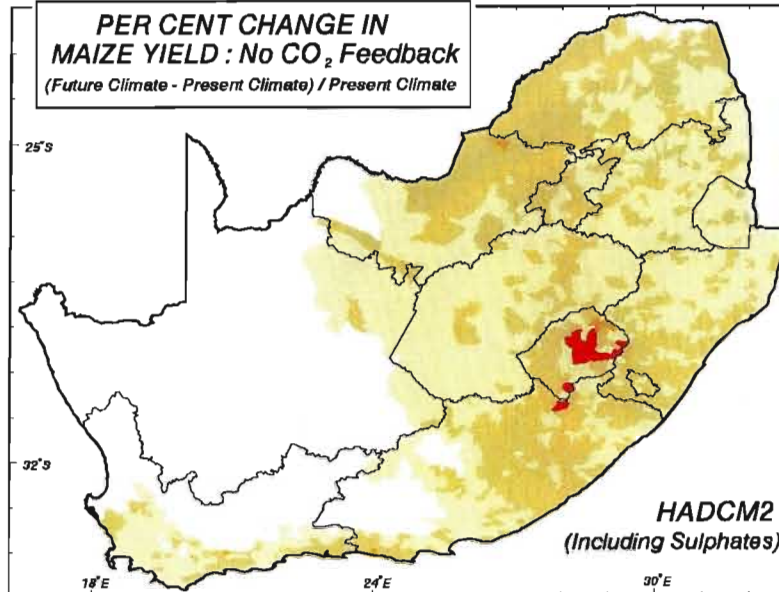 PER CENT CHANGE IN
MAIZE YIELD : No CO₂ Feedback
(Future Climate - Present Climate) / Present Climate
25°S
32°S
HADCM2
(Including Sulphates)
18°E
24°E
30°E